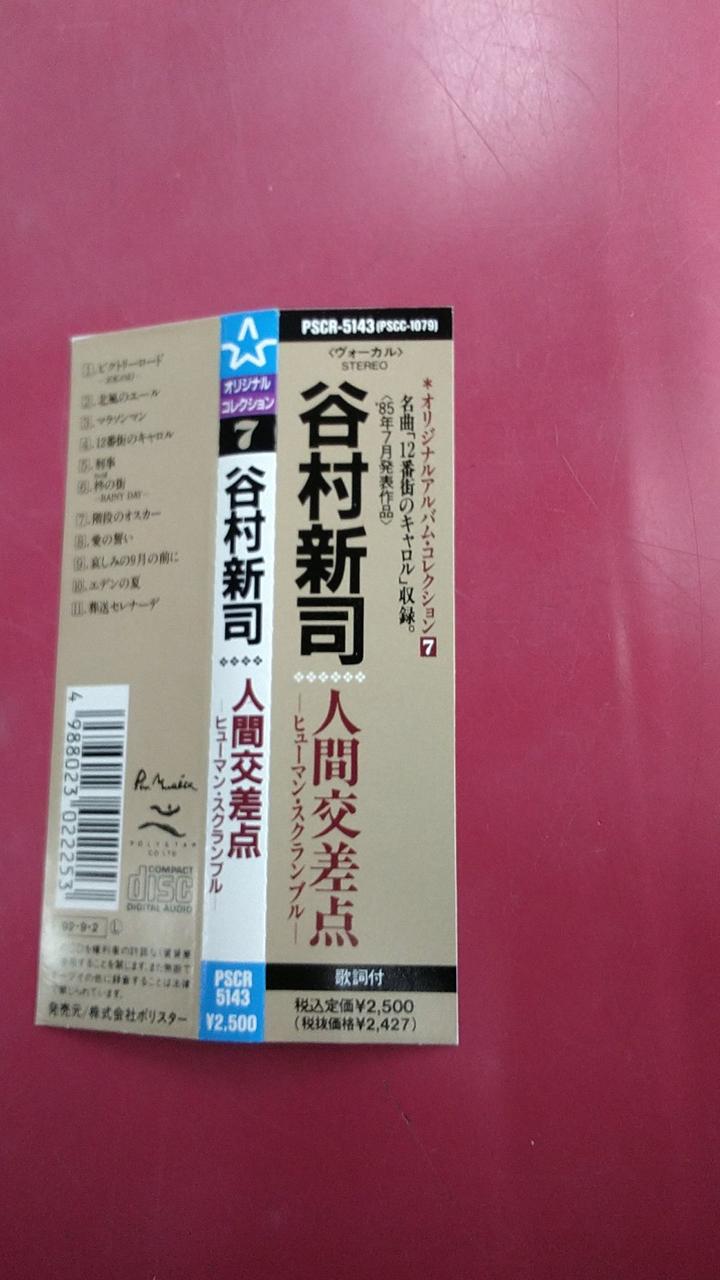 PSCR-5143(PSCC-1079)
〈ヴォーカル〉
STEREO
*オリジナルアルバム・コレクション7
名曲「12番街のキャロル」収録。
〈'85年7月発表作品〉
谷村新司
人間交差点
―ヒューマン・スクランブル―
歌詞付
税込定価¥2,500
(税抜価格¥2,427)
オリジナル
コレクション
7
谷村新司
人間交差点
―ヒューマン・スクランブル―
PSCR
5143
¥2,500
1.ビクトリーロード
2.北風のエール
3.マラソンマン
4.12番街のキャロル
5.刑事
6.衿の街
―RAINY DAY―
7.階段のオスカー
8.愛の誓い
9.哀しみの9月の前に
10.エデンの夏
11.葬送セレナーデ
4 988023 022253
POLYSTAR
CO.LTD
COMPACT
disc
DIGITAL AUDIO
92・9・2 L
発売元/株式会社ポリスター